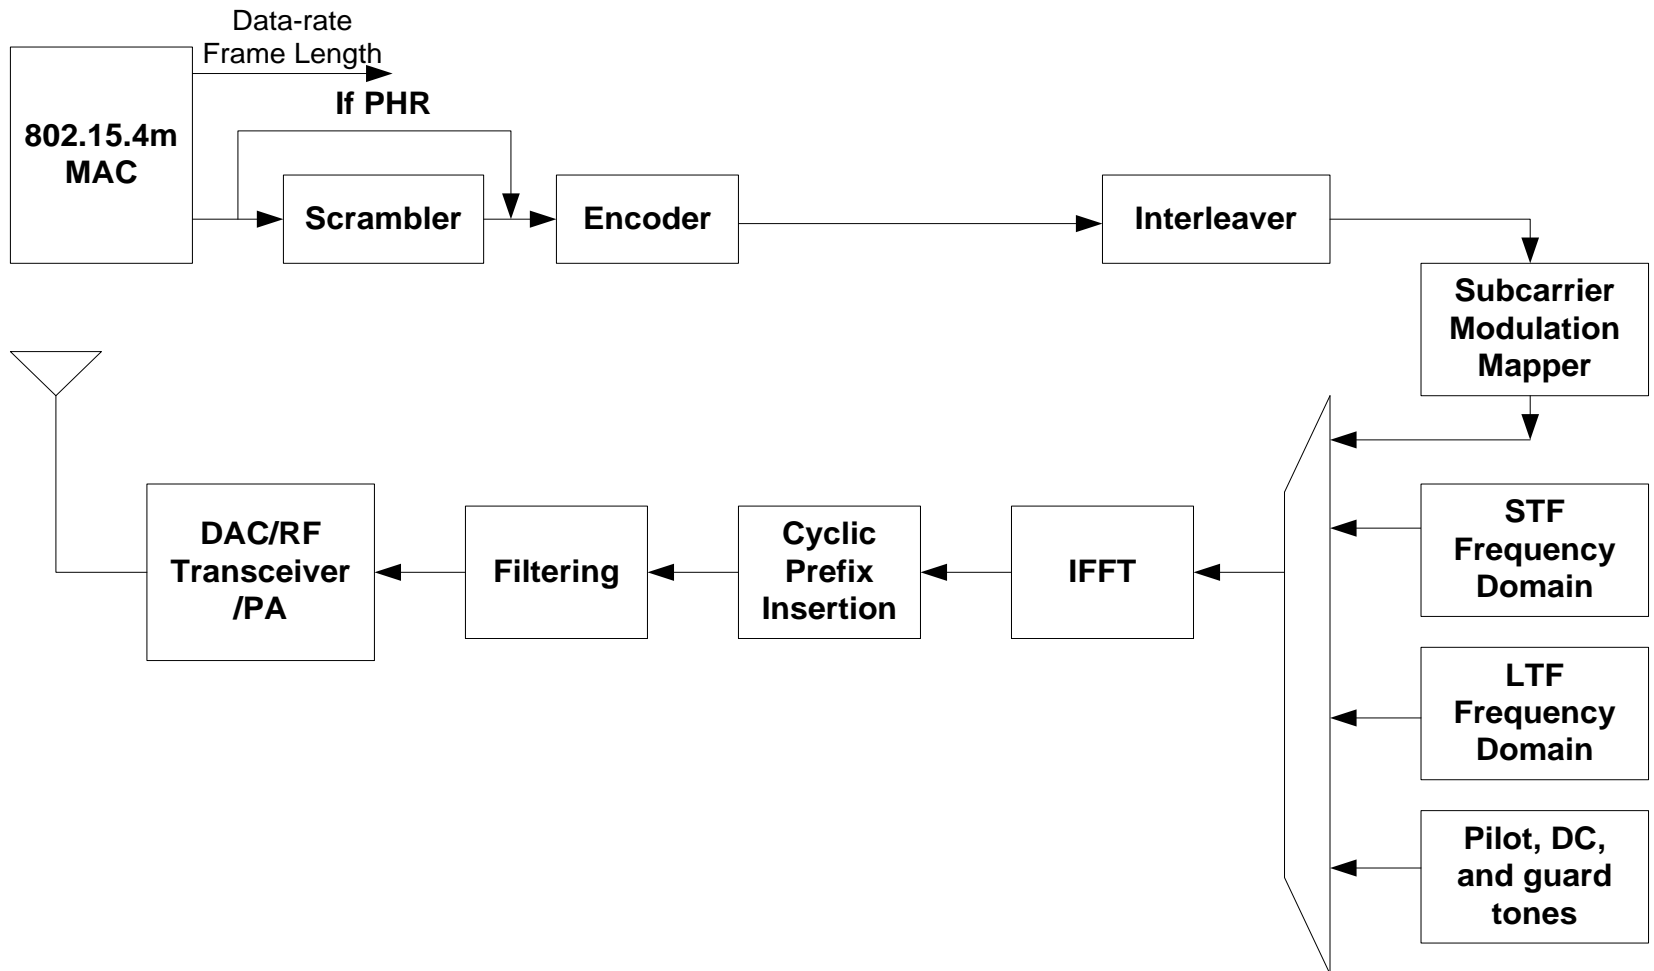 Data-rate
Frame Length
If PHR
802.15.4m
MAC
Scrambler
Encoder
Interleaver
Subcarrier
Modulation
Mapper
DAC/RF
Transceiver
/PA
Filtering
Cyclic
Prefix
Insertion
IFFT
STF
Frequency
Domain
LTF
Frequency
Domain
Pilot, DC,
and guard
tones